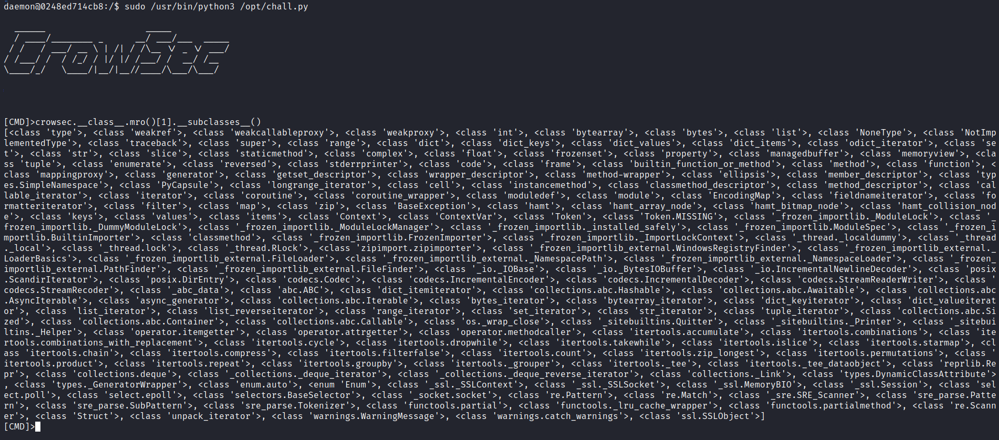 daemon@0248ed714cb8:/$ sudo /usr/bin/python3 /opt/chall.py
CrowSec
[CMD]>crowsec.__class__.mro()[1].__subclasses__()
[<class 'type'>, <class 'weakref'>, <class 'weakcallableproxy'>, <class 'weakproxy'>, <class 'int'>, <class 'bytearray'>, <class 'bytes'>, <class 'list'>, <class 'NoneType'>, <class 'NotImp
lementedType'>, <class 'traceback'>, <class 'super'>, <class 'range'>, <class 'dict'>, <class 'dict_keys'>, <class 'dict_values'>, <class 'dict_items'>, <class 'odict_iterator'>, <class 'se
t'>, <class 'str'>, <class 'slice'>, <class 'staticmethod'>, <class 'complex'>, <class 'float'>, <class 'frozenset'>, <class 'property'>, <class 'managedbuffer'>, <class 'memoryview'>, <cla
ss 'tuple'>, <class 'enumerate'>, <class 'reversed'>, <class 'stderrprinter'>, <class 'code'>, <class 'frame'>, <class 'builtin_function_or_method'>, <class 'method'>, <class 'function'>, <
class 'mappingproxy'>, <class 'generator'>, <class 'getset_descriptor'>, <class 'wrapper_descriptor'>, <class 'method-wrapper'>, <class 'ellipsis'>, <class 'member_descriptor'>, <class 'typ
es.SimpleNamespace'>, <class 'PyCapsule'>, <class 'longrange_iterator'>, <class 'cell'>, <class 'instancemethod'>, <class 'classmethod_descriptor'>, <class 'method_descriptor'>, <class 'cal
lable_iterator'>, <class 'iterator'>, <class 'coroutine'>, <class 'coroutine_wrapper'>, <class 'moduledef'>, <class 'module'>, <class 'EncodingMap'>, <class 'fieldnameiterator'>, <class 'fo
rmatteriterator'>, <class 'filter'>, <class 'map'>, <class 'zip'>, <class 'BaseException'>, <class 'hamt'>, <class 'hamt_array_node'>, <class 'hamt_bitmap_node'>, <class 'hamt_collision_nod
e'>, <class 'keys'>, <class 'values'>, <class 'items'>, <class 'Context'>, <class 'ContextVar'>, <class 'Token'>, <class 'Token.MISSING'>, <class '_frozen_importlib._ModuleLock'>, <class '_
frozen_importlib._DummyModuleLock'>, <class '_frozen_importlib._ModuleLockManager'>, <class '_frozen_importlib._installed_safely'>, <class '_frozen_importlib.ModuleSpec'>, <class '_frozen_i
mportlib.BuiltinImporter'>, <class 'classmethod'>, <class '_frozen_importlib.FrozenImporter'>, <class '_frozen_importlib._ImportLockContext'>, <class '_thread._localdummy'>, <class '_thread
._local'>, <class '_thread.lock'>, <class '_thread.RLock'>, <class 'zipimport.zipimporter'>, <class '_frozen_importlib_external.WindowsRegistryFinder'>, <class '_frozen_importlib_external._
LoaderBasics'>, <class '_frozen_importlib_external.FileLoader'>, <class '_frozen_importlib_external._NamespacePath'>, <class '_frozen_importlib_external._NamespaceLoader'>, <class '_frozen_
importlib_external.PathFinder'>, <class '_frozen_importlib_external.FileFinder'>, <class '_io._IOBase'>, <class '_io._BytesIOBuffer'>, <class '_io.IncrementalNewlineDecoder'>, <class 'posix
.ScandirIterator'>, <class 'posix.DirEntry'>, <class 'codecs.Codec'>, <class 'codecs.IncrementalEncoder'>, <class 'codecs.IncrementalDecoder'>, <class 'codecs.StreamReaderWriter'>, <class '
codecs.StreamRecoder'>, <class '_abc_data'>, <class 'abc.ABC'>, <class 'dict_itemiterator'>, <class 'collections.abc.Hashable'>, <class 'collections.abc.Awaitable'>, <class 'collections.abc
.AsyncIterable'>, <class 'async_generator'>, <class 'collections.abc.Iterable'>, <class 'bytes_iterator'>, <class 'bytearray_iterator'>, <class 'dict_keyiterator'>, <class 'dict_valueiterat
or'>, <class 'list_iterator'>, <class 'list_reverseiterator'>, <class 'range_iterator'>, <class 'set_iterator'>, <class 'str_iterator'>, <class 'tuple_iterator'>, <class 'collections.abc.Si
zed'>, <class 'collections.abc.Container'>, <class 'collections.abc.Callable'>, <class 'os._wrap_close'>, <class '_sitebuiltins.Quitter'>, <class '_sitebuiltins._Printer'>, <class '_sitebui
ltins._Helper'>, <class 'operator.itemgetter'>, <class 'operator.attrgetter'>, <class 'operator.methodcaller'>, <class 'itertools.accumulate'>, <class 'itertools.combinations'>, <class 'ite
rtools.combinations_with_replacement'>, <class 'itertools.cycle'>, <class 'itertools.dropwhile'>, <class 'itertools.takewhile'>, <class 'itertools.islice'>, <class 'itertools.starmap'>, <cl
ass 'itertools.chain'>, <class 'itertools.compress'>, <class 'itertools.filterfalse'>, <class 'itertools.count'>, <class 'itertools.zip_longest'>, <class 'itertools.permutations'>, <class '
itertools.product'>, <class 'itertools.repeat'>, <class 'itertools.groupby'>, <class 'itertools._grouper'>, <class 'itertools._tee'>, <class 'itertools._tee_dataobject'>, <class 'reprlib.Re
pr'>, <class 'collections.deque'>, <class '_collections._deque_iterator'>, <class '_collections._deque_reverse_iterator'>, <class 'collections._Link'>, <class 'types.DynamicClassAttribute'>
, <class 'types._GeneratorWrapper'>, <class 'enum.auto'>, <enum 'Enum'>, <class '_ssl._SSLContext'>, <class '_ssl._SSLSocket'>, <class '_ssl.MemoryBIO'>, <class '_ssl.Session'>, <class 'sel
ect.poll'>, <class 'select.epoll'>, <class 'selectors.BaseSelector'>, <class '_socket.socket'>, <class 're.Pattern'>, <class 're.Match'>, <class '_sre.SRE_Scanner'>, <class 'sre_parse.Patte
rn'>, <class 'sre_parse.SubPattern'>, <class 'sre_parse.Tokenizer'>, <class 'functools.partial'>, <class 'functools._lru_cache_wrapper'>, <class 'functools.partialmethod'>, <class 're.Scann
er'>, <class 'Struct'>, <class 'unpack_iterator'>, <class 'warnings.WarningMessage'>, <class 'warnings.catch_warnings'>, <class 'ssl.SSLObject'>]
[CMD]>